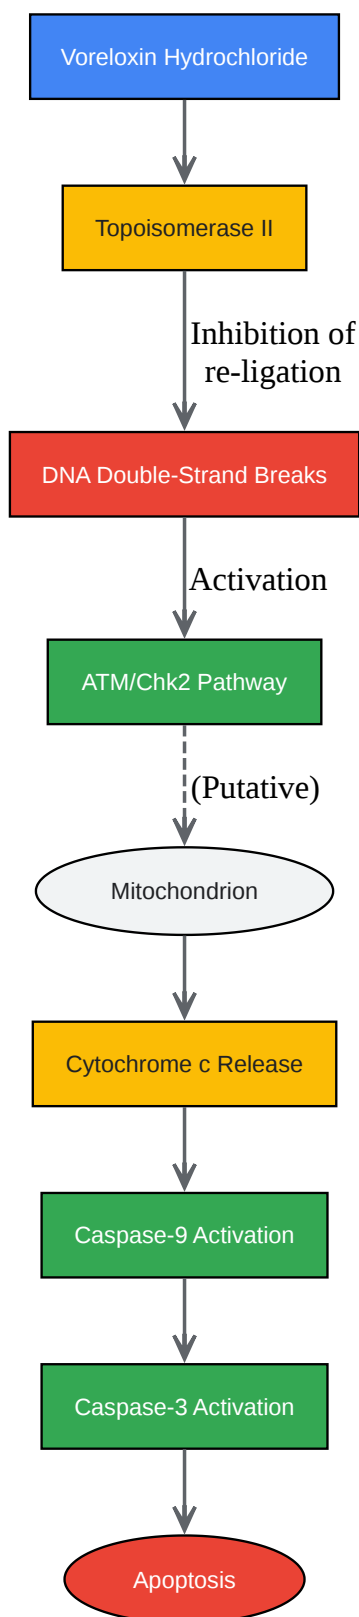 Voreloxin Hydrochloride
Topoisomerase II
Inhibition of
re-ligation
DNA Double-Strand Breaks
Activation
ATM/Chk2 Pathway
(Putative)
Mitochondrion
Cytochrome c Release
Caspase-9 Activation
Caspase-3 Activation
Apoptosis